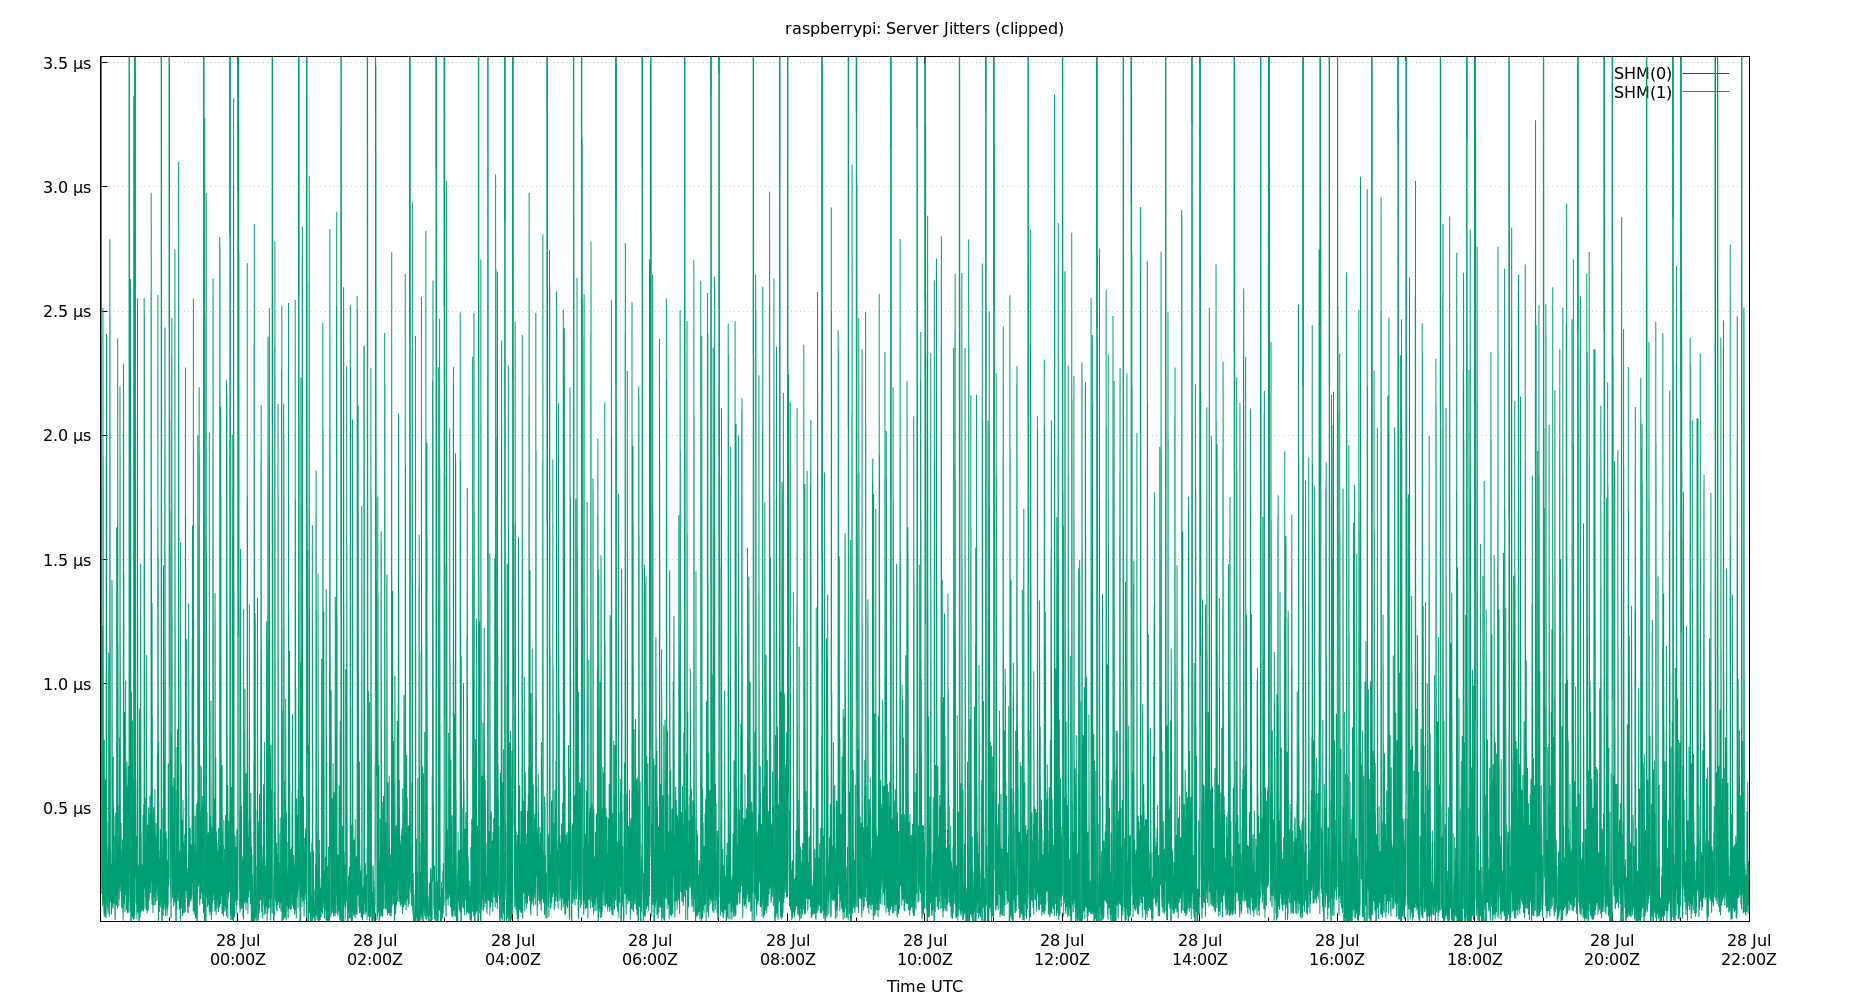 raspberrypi: Server Jitters (clipped)
3.5 µs
3.0 µs
2.5 µs
2.0 µs
1.5 µs
1.0 µs
0.5 µs
SHM(0)
SHM(1)
28 Jul 28 Jul 28 Jul 28 Jul 28 Jul 28 Jul 28 Jul 28 Jul 28 Jul 28 Jul 28 Jul 28 Jul
00:00Z 02:00Z 04:00Z 06:00Z 08:00Z 10:00Z 12:00Z 14:00Z 16:00Z 18:00Z 20:00Z 22:00Z
Time UTC